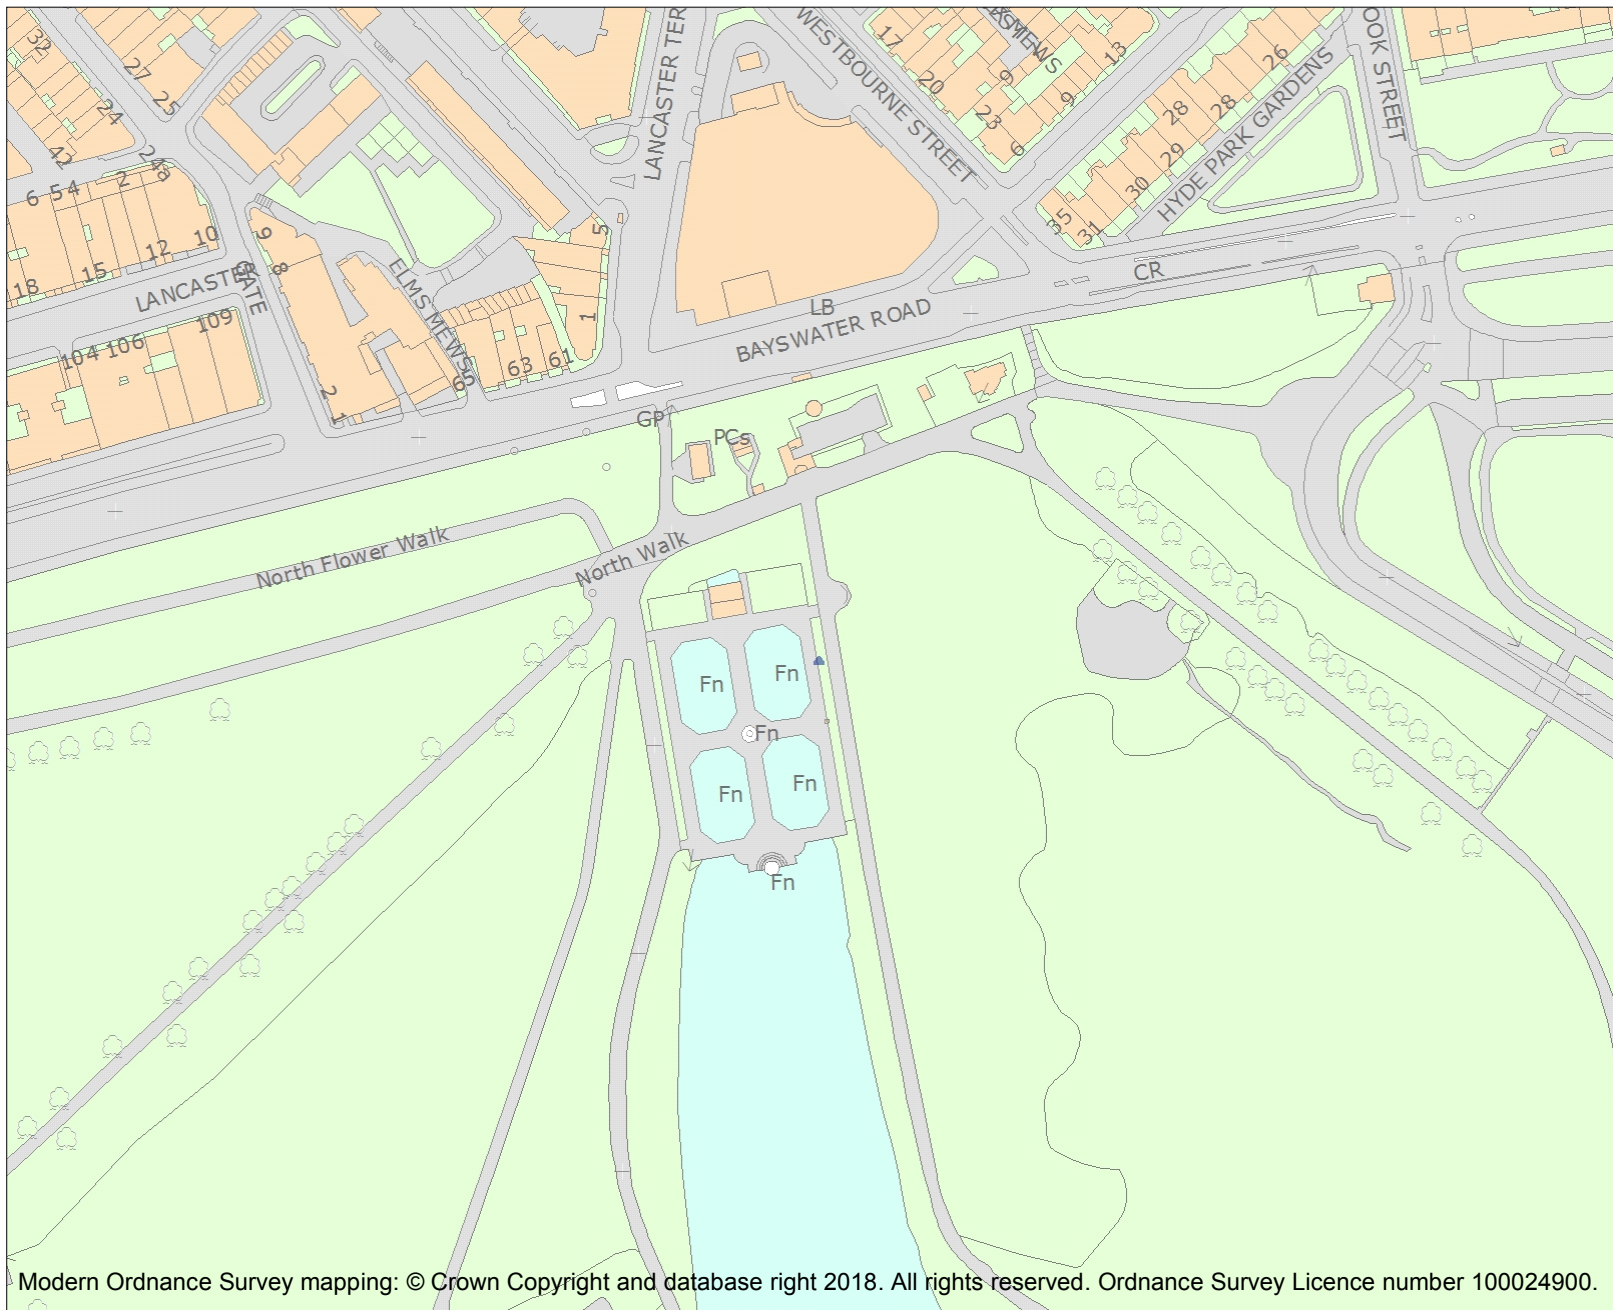 32
27
25
24
42
24a
6
5
4
2
10
12
15
18
LANCASTER
GATE
9
8
109
106
104
2
1
ELMS MEWS
65
63
61
1
5
LANCASTER TER
WESTBOURNE STREET
17
20
23
6
9
9
13
MEWS
26
28
28
29
30
31
35
HYDE PARK GARDENS
OOK STREET
CR
LB
BAYSWATER ROAD
GP
PCs
North Flower Walk
North Walk
Fn
Fn
Fn
Fn
Fn
Fn
Modern Ordnance Survey mapping: © Crown Copyright and database right 2018. All rights reserved. Ordnance Survey Licence number 100024900.